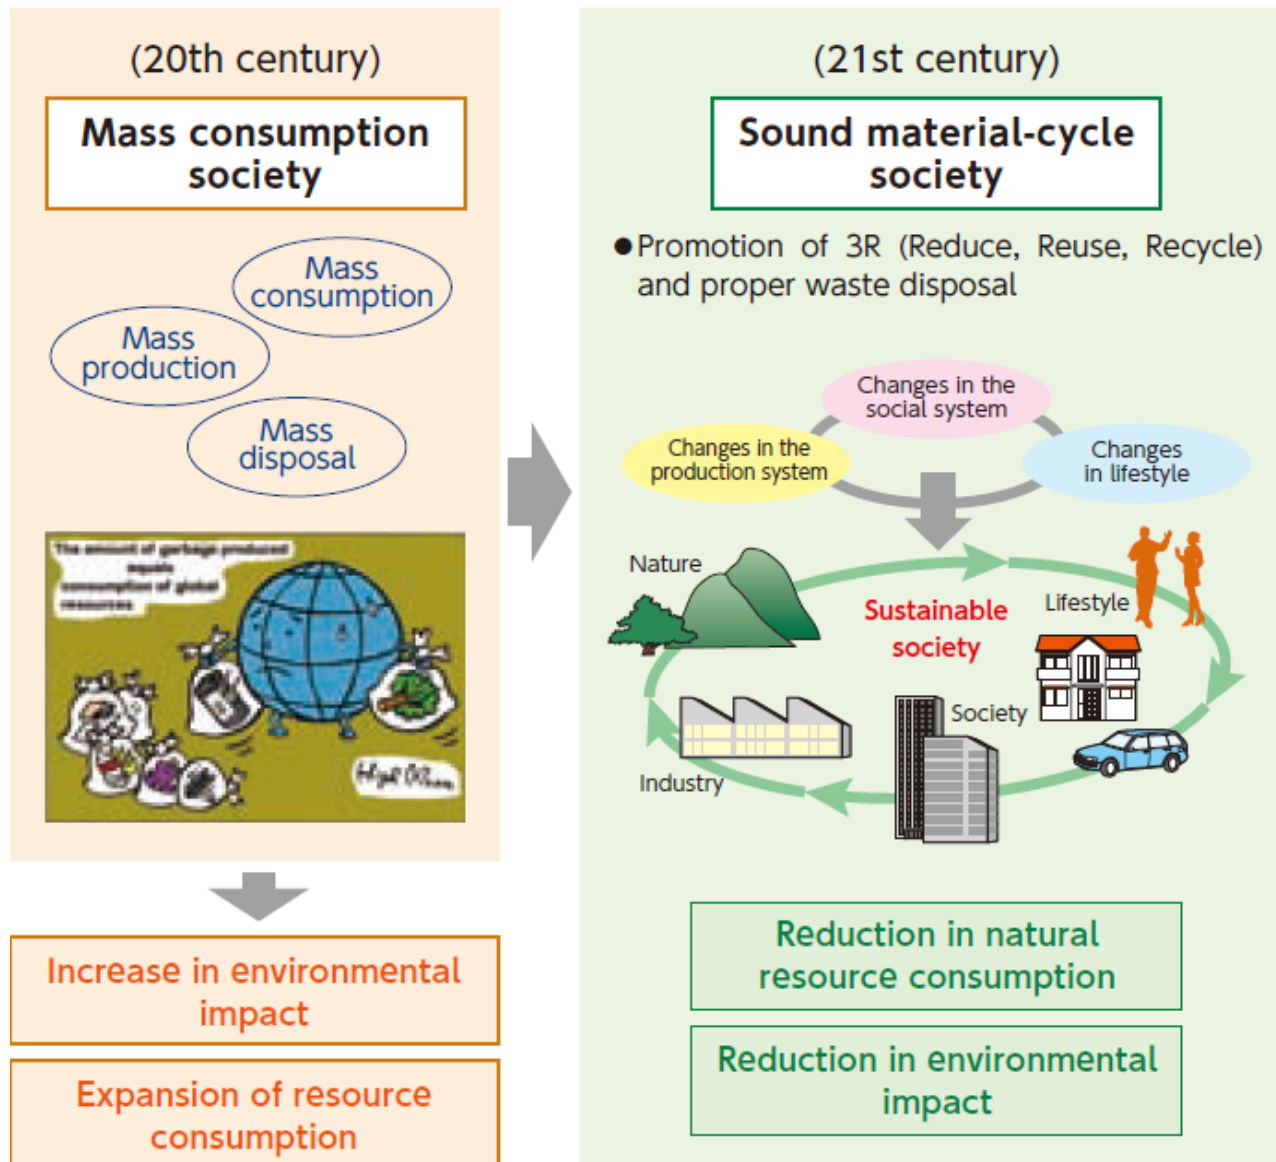 (20th century)
Mass consumption
society
Mass
consumption
Mass
production
Mass
disposal
The amount of garbage produced
equals
consumption of global
resources
Increase in environmental
impact
Expansion of resource
consumption
(21st century)
Sound material-cycle
society
●Promotion of 3R (Reduce, Reuse, Recycle)
and proper waste disposal
Changes in the
social system
Changes in the
production system
Changes
in lifestyle
Nature
Sustainable
society
Lifestyle
Society
Industry
Reduction in natural
resource consumption
Reduction in environmental
impact